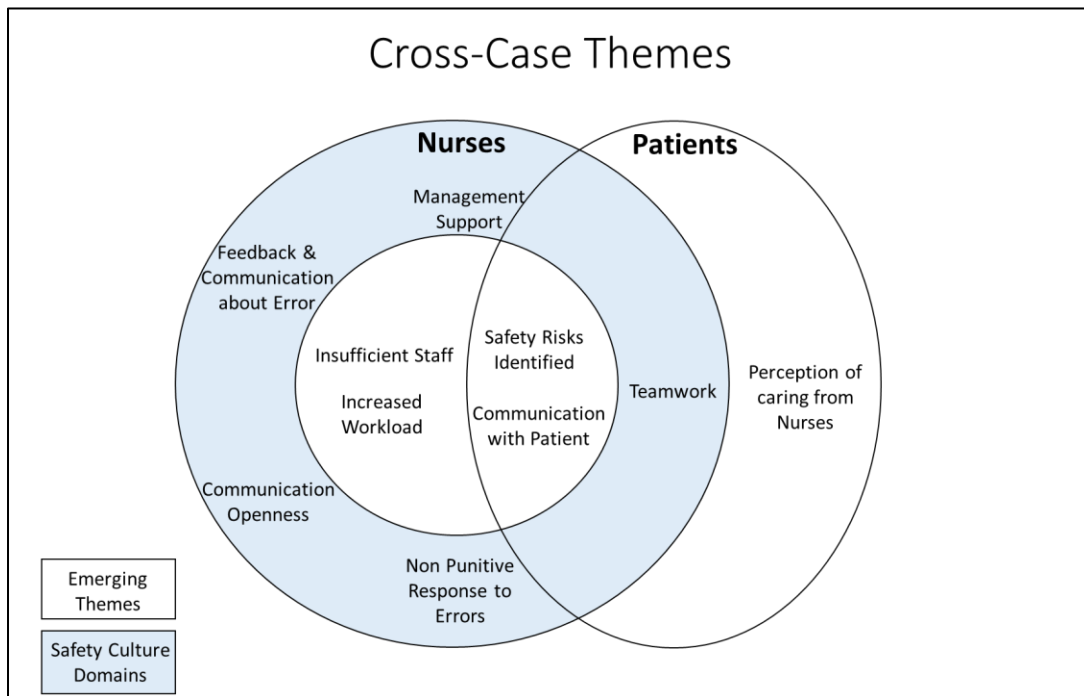 Cross-Case Themes
Nurses
Patients
Management
Support
Feedback &
Communication
about Error
Insufficient Staff
Increased
Workload
Safety Risks
Identified
Communication
with Patient
Teamwork
Perception of
caring from
Nurses
Communication
Openness
Non Punitive
Response to
Errors
Emerging
Themes
Safety Culture
Domains